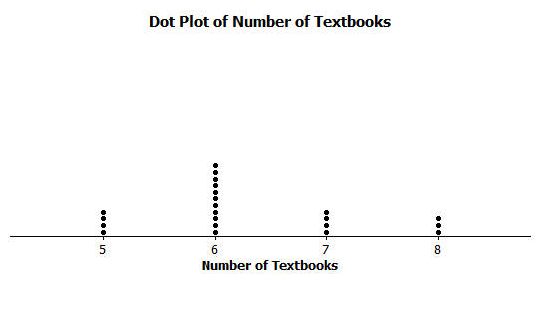 Dot Plot of Number of Textbooks
5 6 7 8
Number of Textbooks